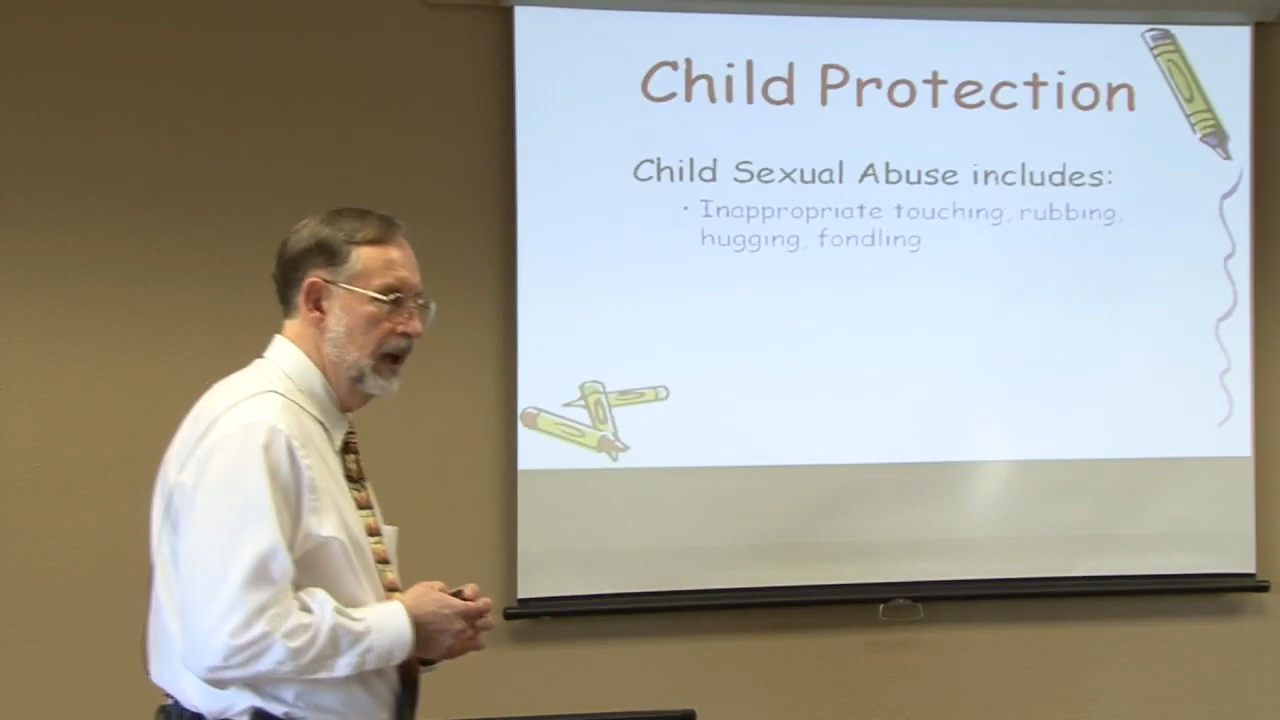 Child Protection
Child Sexual Abuse includes:
• Inappropriate touching, rubbing,
hugging, fondling